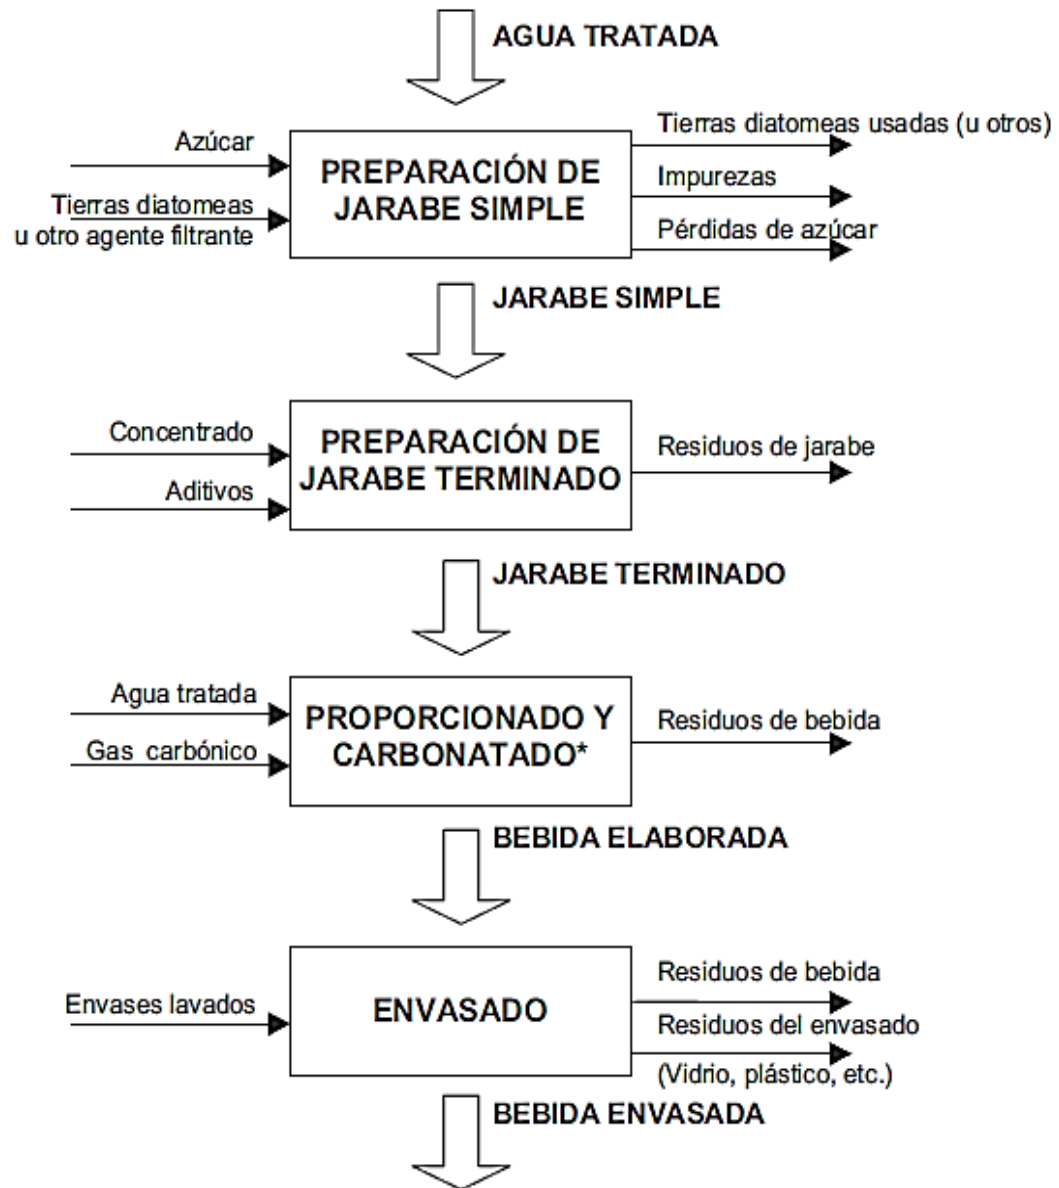 AGUA TRATADA
Azúcar
Tierras diatomeas
u otro agente filtrante
PREPARACIÓN DE
JARABE SIMPLE
Tierras diatomeas usadas (u otros)
Impurezas
Pérdidas de azúcar
JARABE SIMPLE
Concentrado
Aditivos
PREPARACIÓN DE
JARABE TERMINADO
Residuos de jarabe
JARABE TERMINADO
Agua tratada
Gas carbónico
PROPORCIONADO Y
CARBONATADO*
Residuos de bebida
BEBIDA ELABORADA
Envases lavados
ENVASADO
Residuos de bebida
Residuos del envasado
(Vidrio, plástico, etc.)
BEBIDA ENVASADA